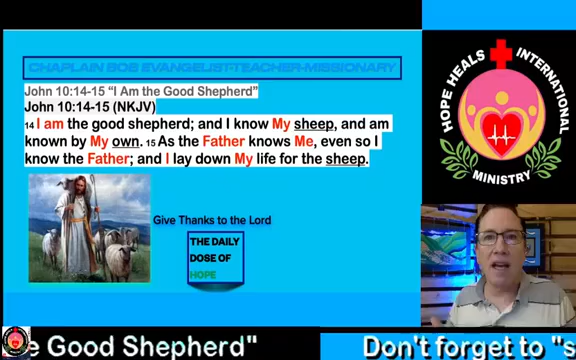 CHAPLAIN BOB EVANGELIST-TEACHER-MISSIONARY
John 10:14-15 “I Am the Good Shepherd”
John 10:14-15 (NKJV)
14 I am the good shepherd; and I know My sheep, and am
known by My own. 15 As the Father knows Me, even so I
know the Father; and I lay down My life for the sheep.
Give Thanks to the Lord
THE DAILY
DOSE OF
HOPE
HOPE HEALS INTERNATIONAL
MINISTRY
e Good Shepherd"
Don't forget to "s